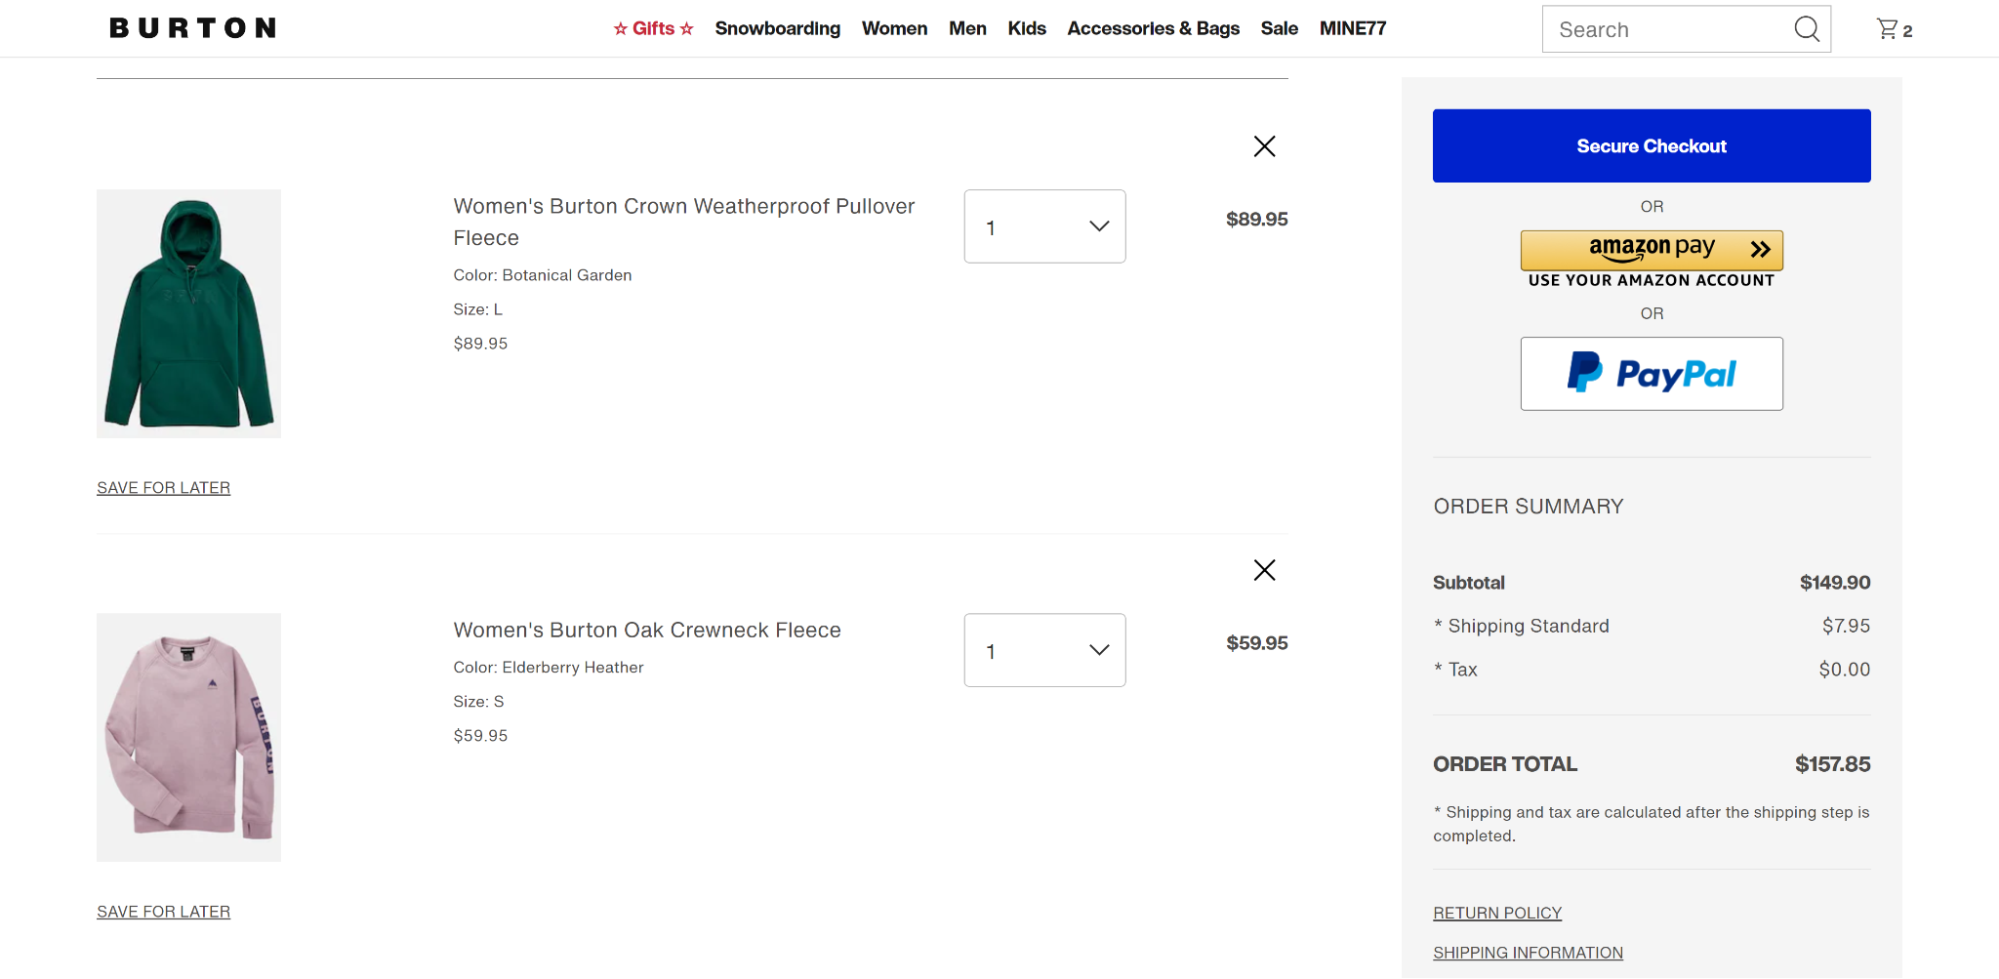 BURTON
☆ Gifts ☆ Snowboarding Women Men Kids Accessories & Bags Sale MINE77
Search
2
Women's Burton Crown Weatherproof Pullover
Fleece
Color: Botanical Garden
Size: L
$89.95
1
$89.95
SAVE FOR LATER
Women's Burton Oak Crewneck Fleece
Color: Elderberry Heather
Size: S
$59.95
1
$59.95
BURTON
SAVE FOR LATER
Secure Checkout
OR
amazon pay
USE YOUR AMAZON ACCOUNT
OR
PayPal
ORDER SUMMARY
Subtotal $149.90
* Shipping Standard $7.95
* Tax $0.00
ORDER TOTAL $157.85
* Shipping and tax are calculated after the shipping step is
completed.
RETURN POLICY
SHIPPING INFORMATION